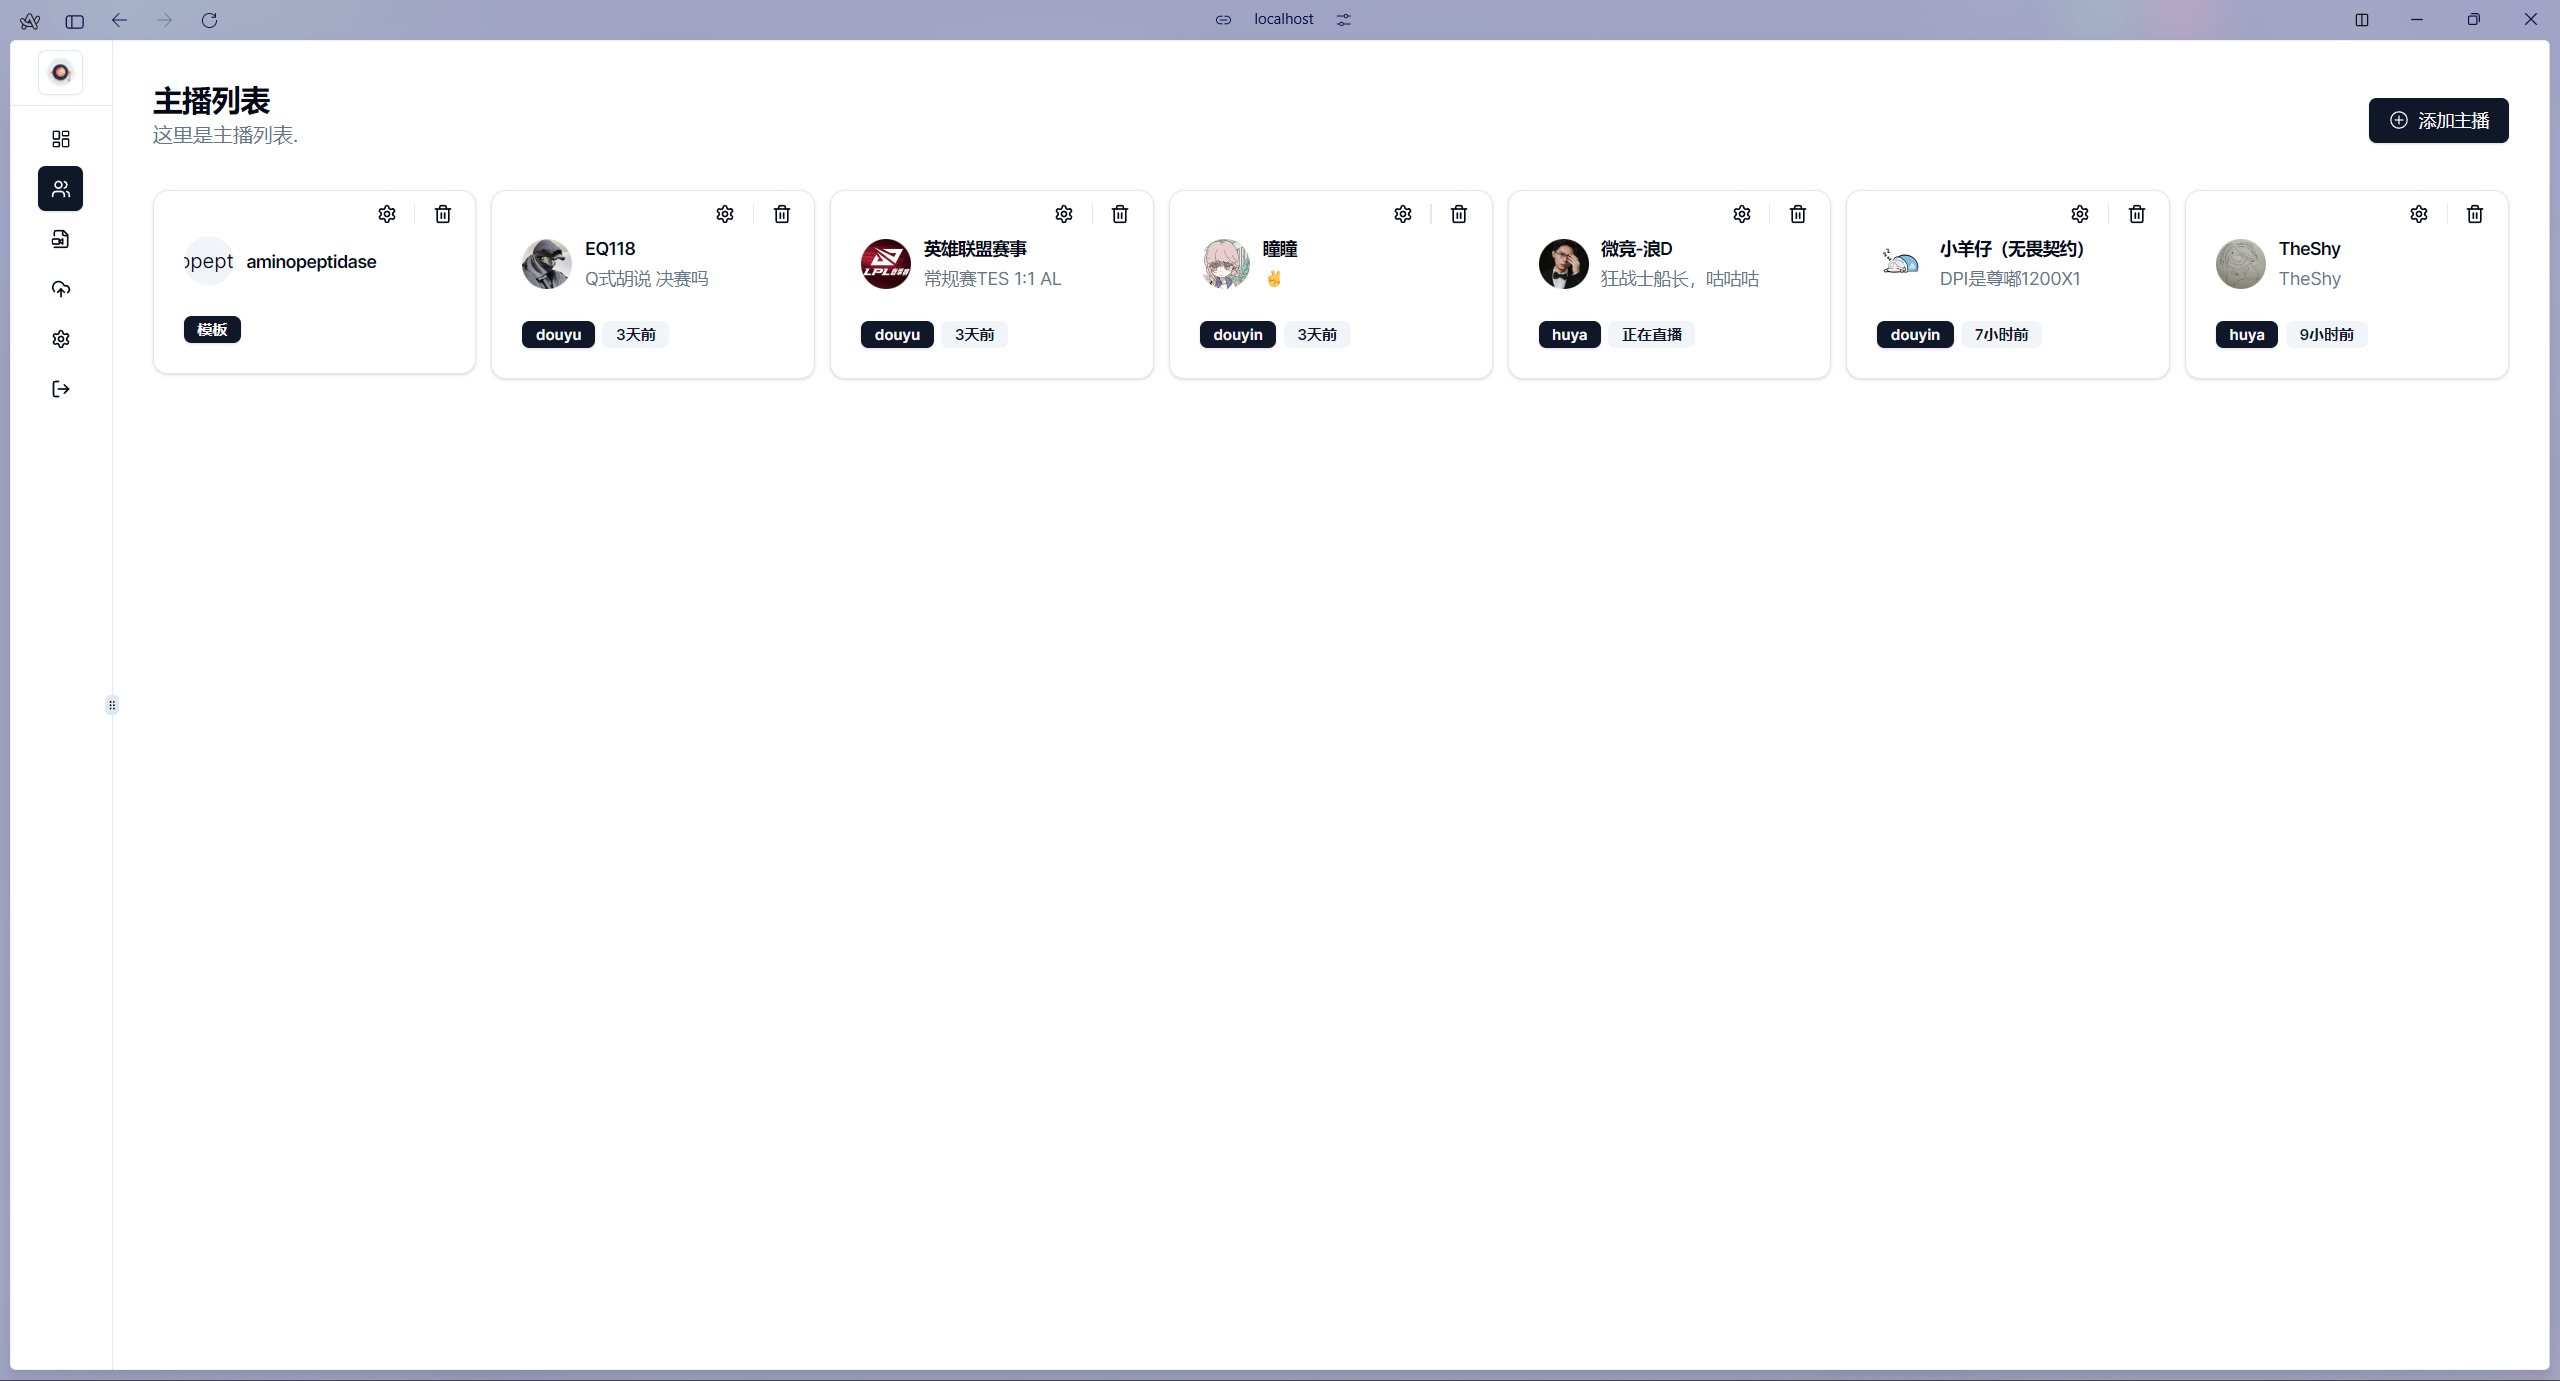 localhost
主播列表
这里是主播列表.
添加主播
opept
aminopeptidase
模板
EQ118
Q式胡说 决赛吗
douyu
3天前
LPL
英雄联盟赛事
常规赛TES 1:1 AL
douyu
3天前
瞳瞳
✌
douyin
3天前
微竞-浪D
狂战士船长，咕咕咕
huya
正在直播
小羊仔（无畏契约）
DPI是尊嘟1200X1
douyin
7小时前
TheShy
TheShy
huya
9小时前